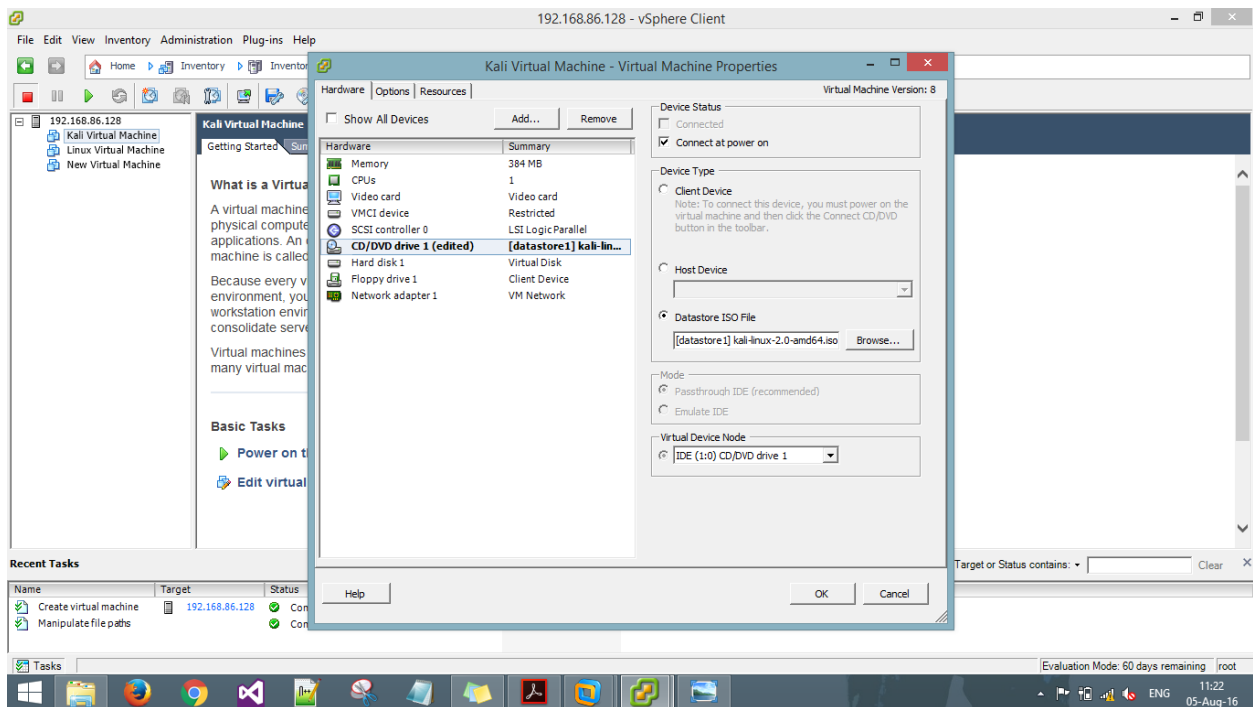 192.168.86.128 - vSphere Client
File Edit View Inventory Administration Plug-ins Help
Home Inventory Inventor
192.168.86.128
Kali Virtual Machine
Linux Virtual Machine
New Virtual Machine
Kali Virtual Machine
Getting Started Sum
What is a Virtua
A virtual machine
physical compute
applications. An
machine is called
Because every v
environment, you
workstation envir
consolidate serve
Virtual machines
many virtual mac
Basic Tasks
Power on t
Edit virtual
Kali Virtual Machine - Virtual Machine Properties
Hardware Options Resources
Virtual Machine Version: 8
Show All Devices
Add...
Remove
Hardware Summary
Memory 384 MB
CPUs 1
Video card Video card
VMCI device Restricted
SCSI controller 0 LSI Logic Parallel
CD/DVD drive 1 (edited) [datastore1] kali-lin...
Hard disk 1 Virtual Disk
Floppy drive 1 Client Device
Network adapter 1 VM Network
Device Status
Connected
Connect at power on
Device Type
Client Device
Note: To connect this device, you must power on the
virtual machine and then click the Connect CD/DVD
button in the toolbar.
Host Device
Datastore ISO File
[datastore1] kali-linux-2.0-amd64.iso
Browse...
Mode
Passthrough IDE (recommended)
Emulate IDE
Virtual Device Node
IDE (1:0) CD/DVD drive 1
Help
OK
Cancel
Recent Tasks
Target or Status contains:
Clear
Name Target Status
Create virtual machine 192.168.86.128 Con
Manipulate file paths Con
Tasks
Evaluation Mode: 60 days remaining root
ENG
11:22
05-Aug-16